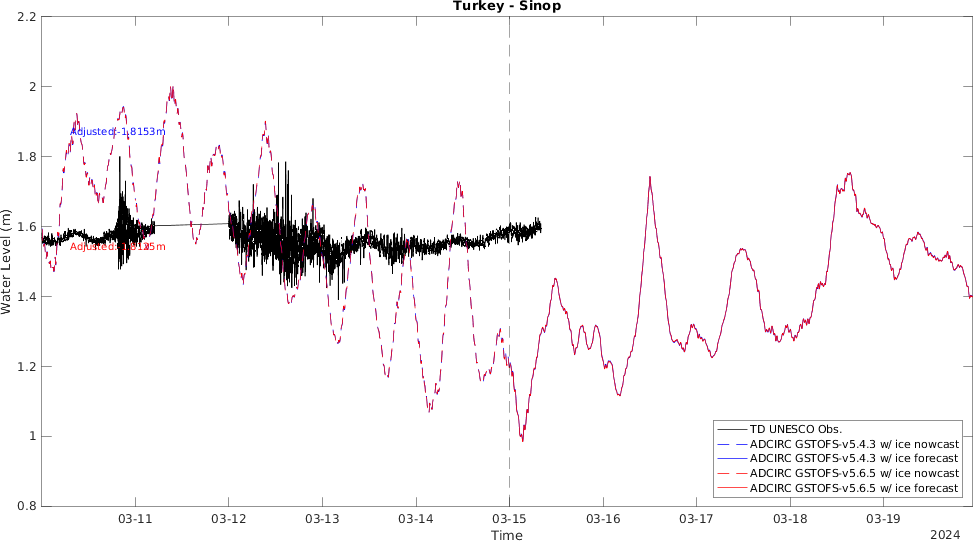 Turkey - Sinop
2.2
2
1.8
1.6
1.4
1.2
1
0.8
Water Level (m)
Adjusted:-1.8153m
03-11
03-12
03-13
03-14
03-15
03-16
03-17
03-18
03-19
Time
2024
TD UNESCO Obs.
ADCIRC GSTOFS-v5.4.3 w/ ice nowcast
ADCIRC GSTOFS-v5.4.3 w/ ice forecast
ADCIRC GSTOFS-v5.6.5 w/ ice nowcast
ADCIRC GSTOFS-v5.6.5 w/ ice forecast